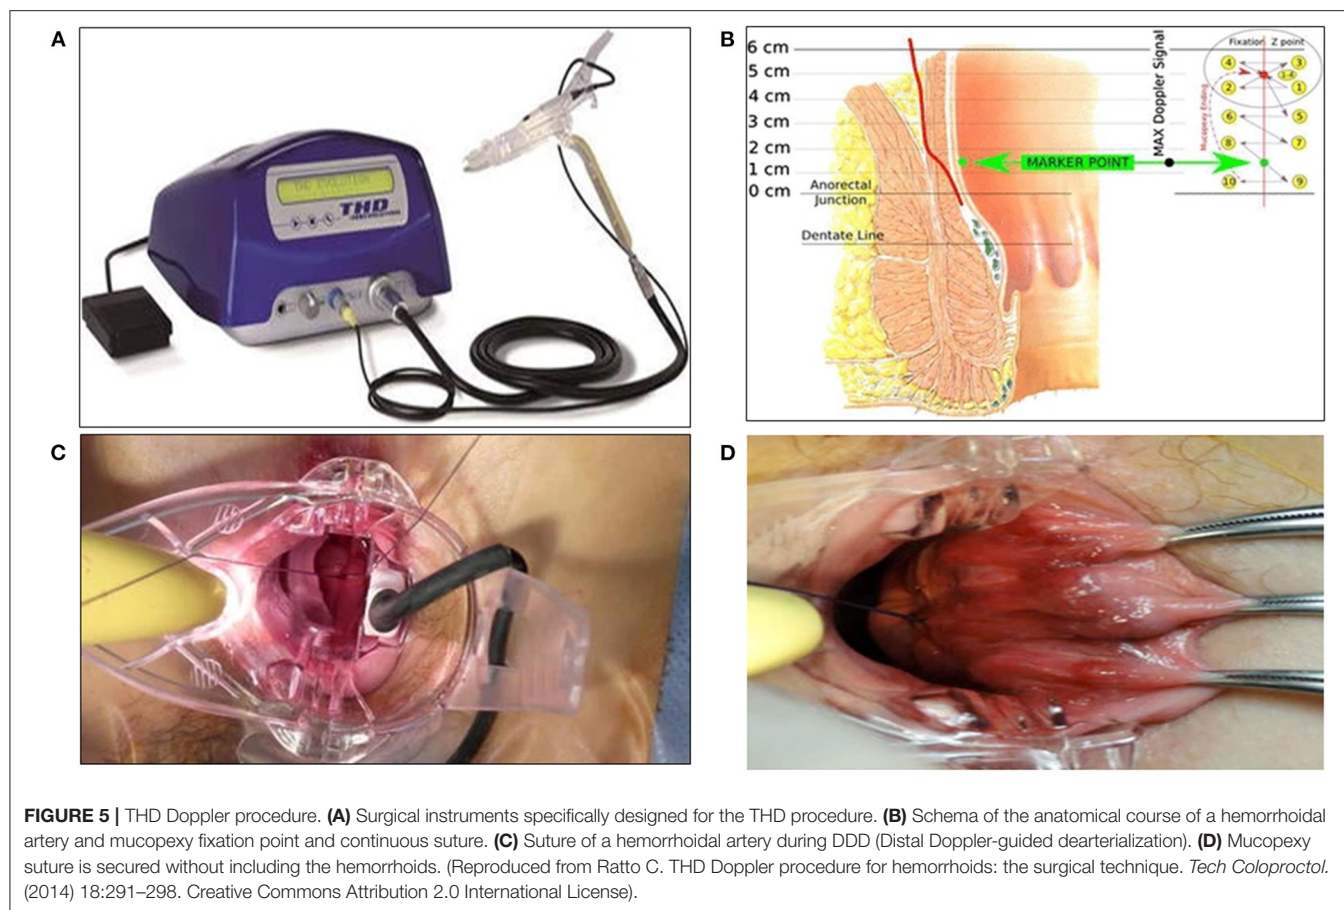 A
THD
B
6 cm
5 cm
4 cm
3 cm
2 cm
1 cm
0 cm
Anorectal
Junction
Dentate Line
MARKER POINT
MAX Doppler Signal
Fixation Z point
Mucopexy Ending
4
3
1-4
2
1
6
5
8
7
10
9
C
D
FIGURE 5 | THD Doppler procedure. (A) Surgical instruments specifically designed for the THD procedure. (B) Schema of the anatomical course of a hemorrhoidal
artery and mucopexy fixation point and continuous suture. (C) Suture of a hemorrhoidal artery during DDD (Distal Doppler-guided dearterialization). (D) Mucopexy
suture is secured without including the hemorrhoids. (Reproduced from Ratto C. THD Doppler procedure for hemorrhoids: the surgical technique. Tech Coloproctol.
(2014) 18:291–298. Creative Commons Attribution 2.0 International License).